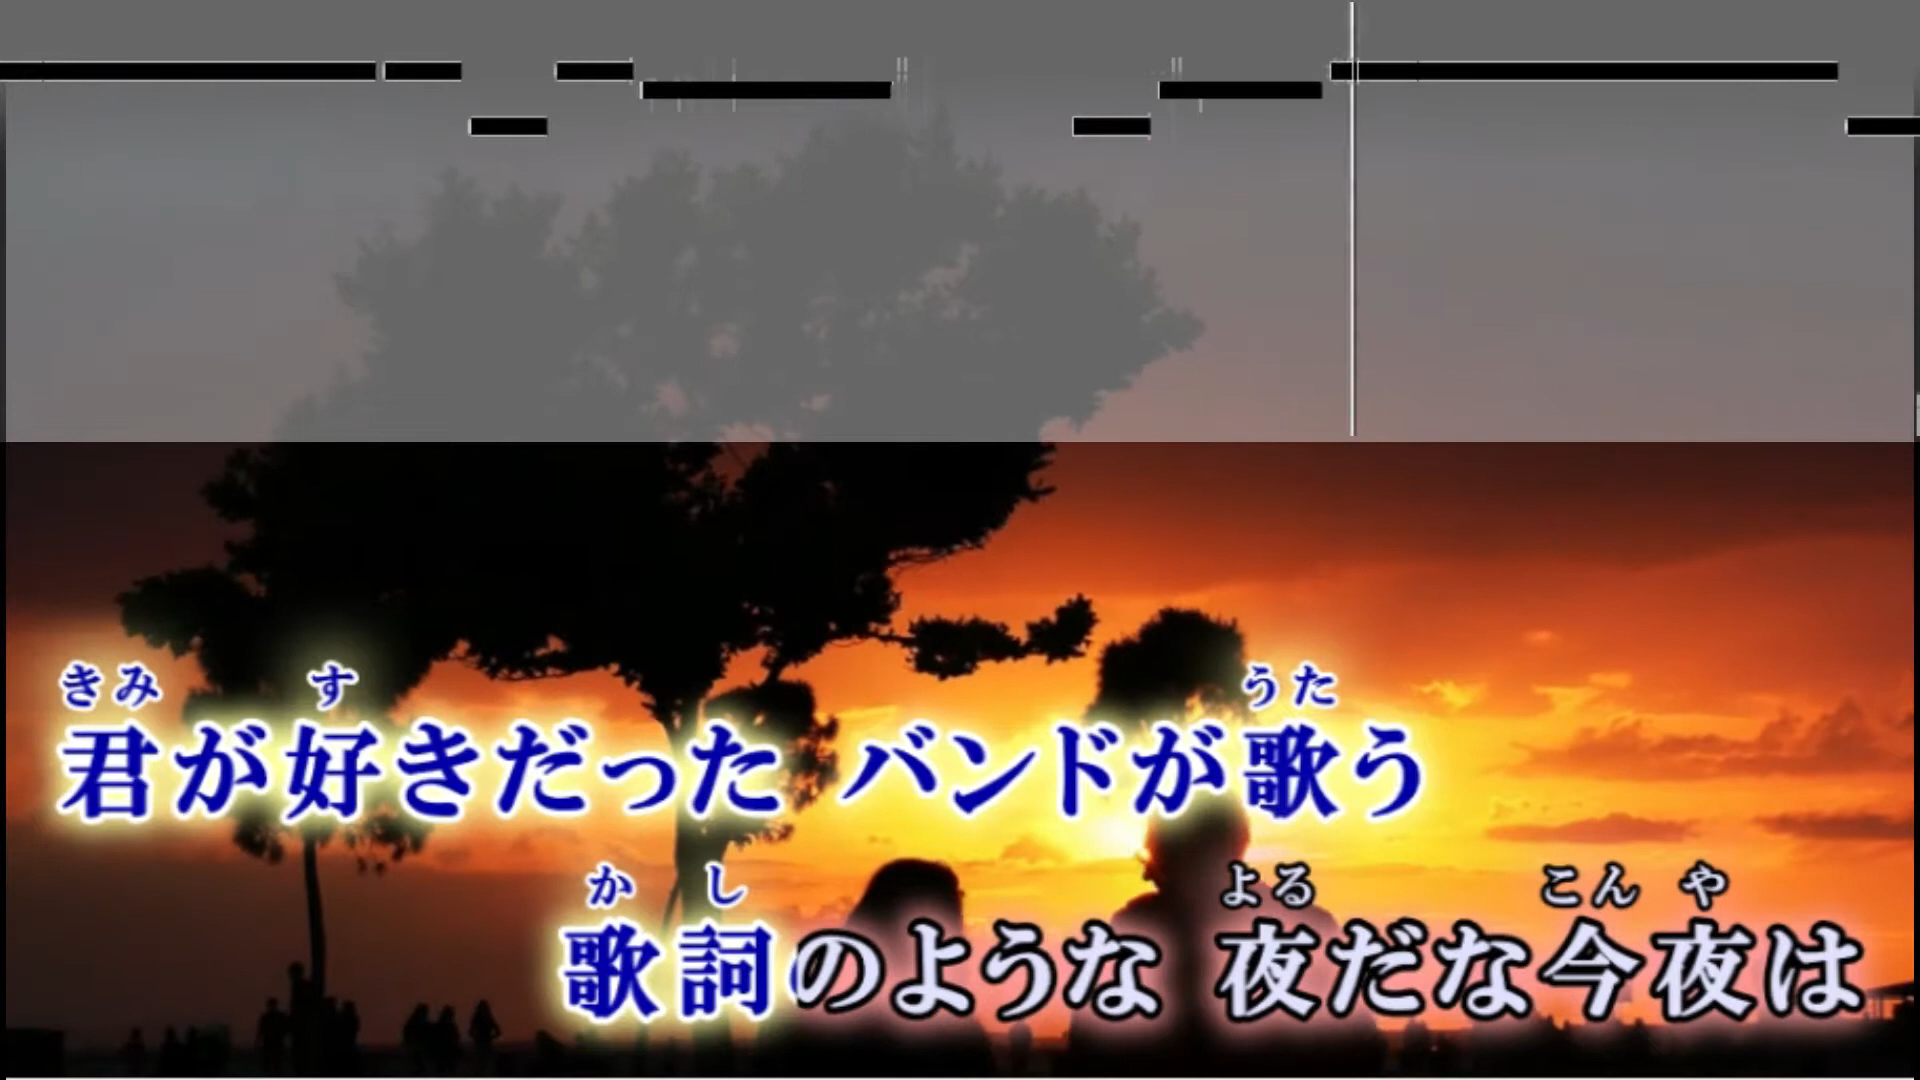 きみ す うた
君が好きだった バンドが歌う
か し よる こん や
歌詞のような 夜だな今夜は